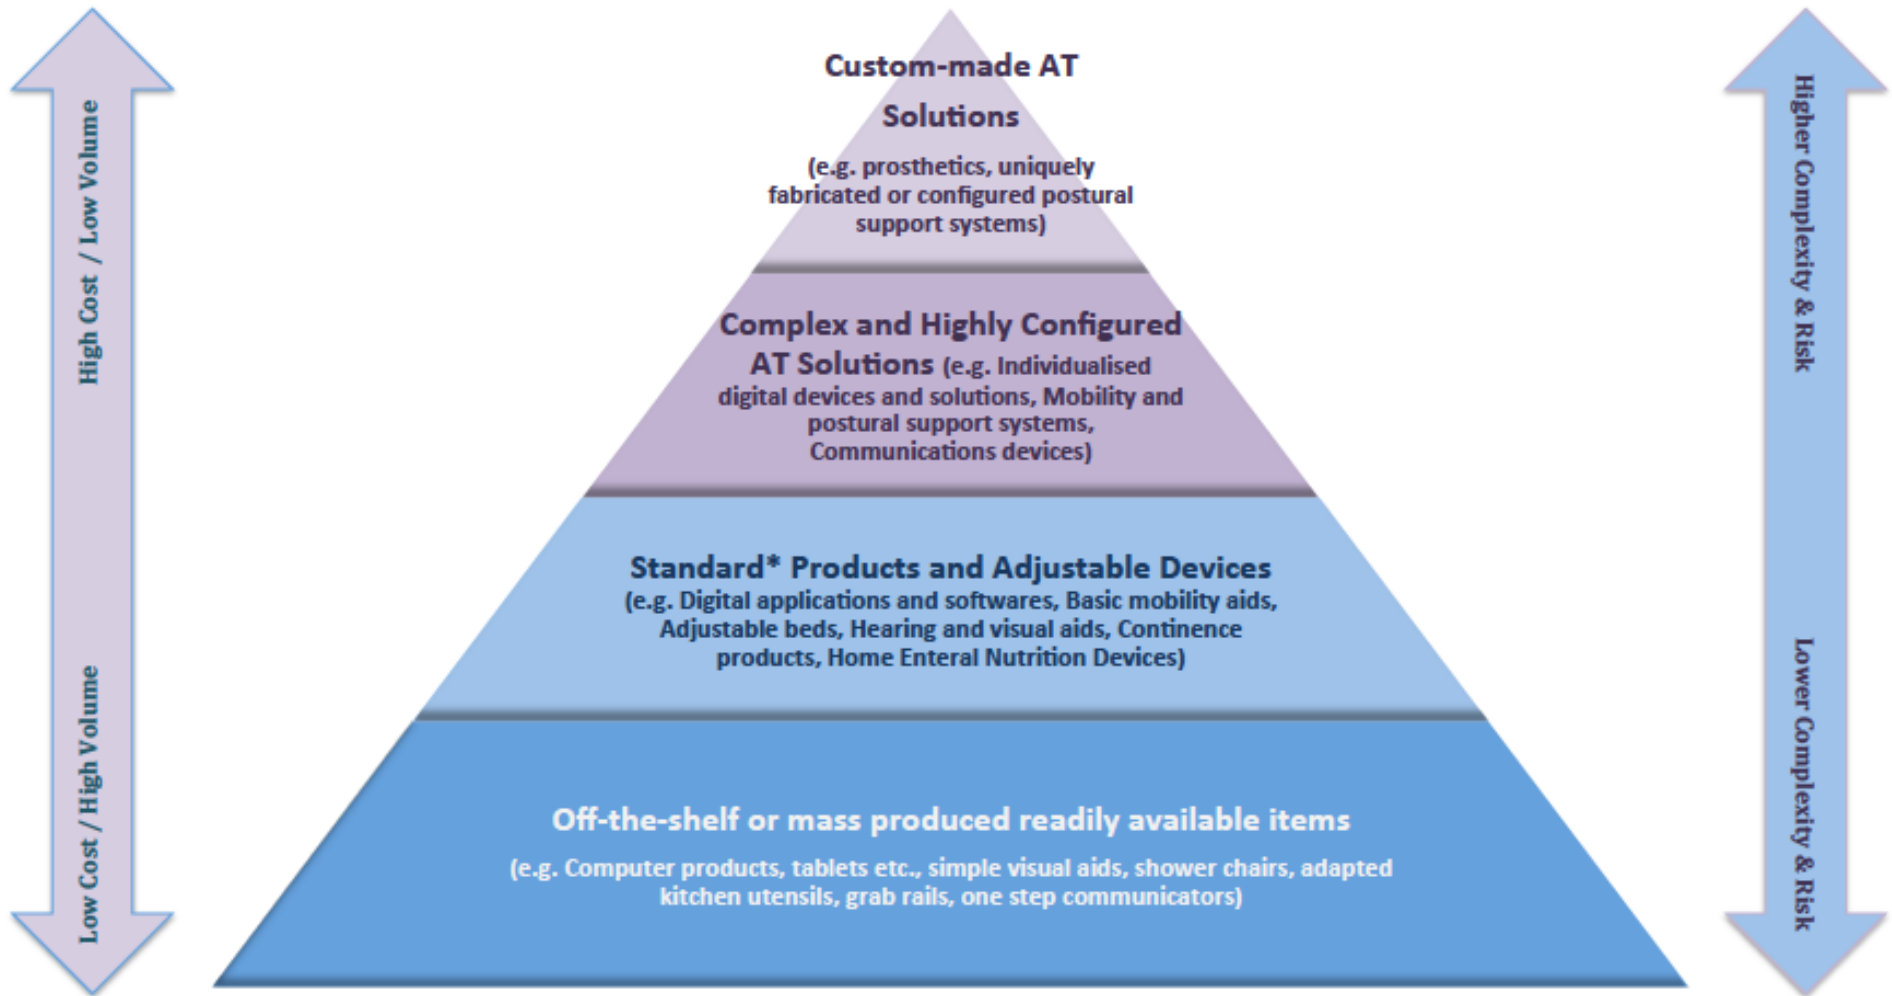 High Cost / Low Volume
Low Cost / High Volume
Custom-made AT
Solutions
(e.g. prosthetics, uniquely
fabricated or configured postural
support systems)
Complex and Highly Configured
AT Solutions (e.g. Individualised
digital devices and solutions, Mobility and
postural support systems,
Communications devices)
Standard* Products and Adjustable Devices
(e.g. Digital applications and softwares, Basic mobility aids,
Adjustable beds, Hearing and visual aids, Continence
products, Home Enteral Nutrition Devices)
Off-the-shelf or mass produced readily available items
(e.g. Computer products, tablets etc., simple visual aids, shower chairs, adapted
kitchen utensils, grab rails, one step communicators)
Higher Complexity & Risk
Lower Complexity & Risk